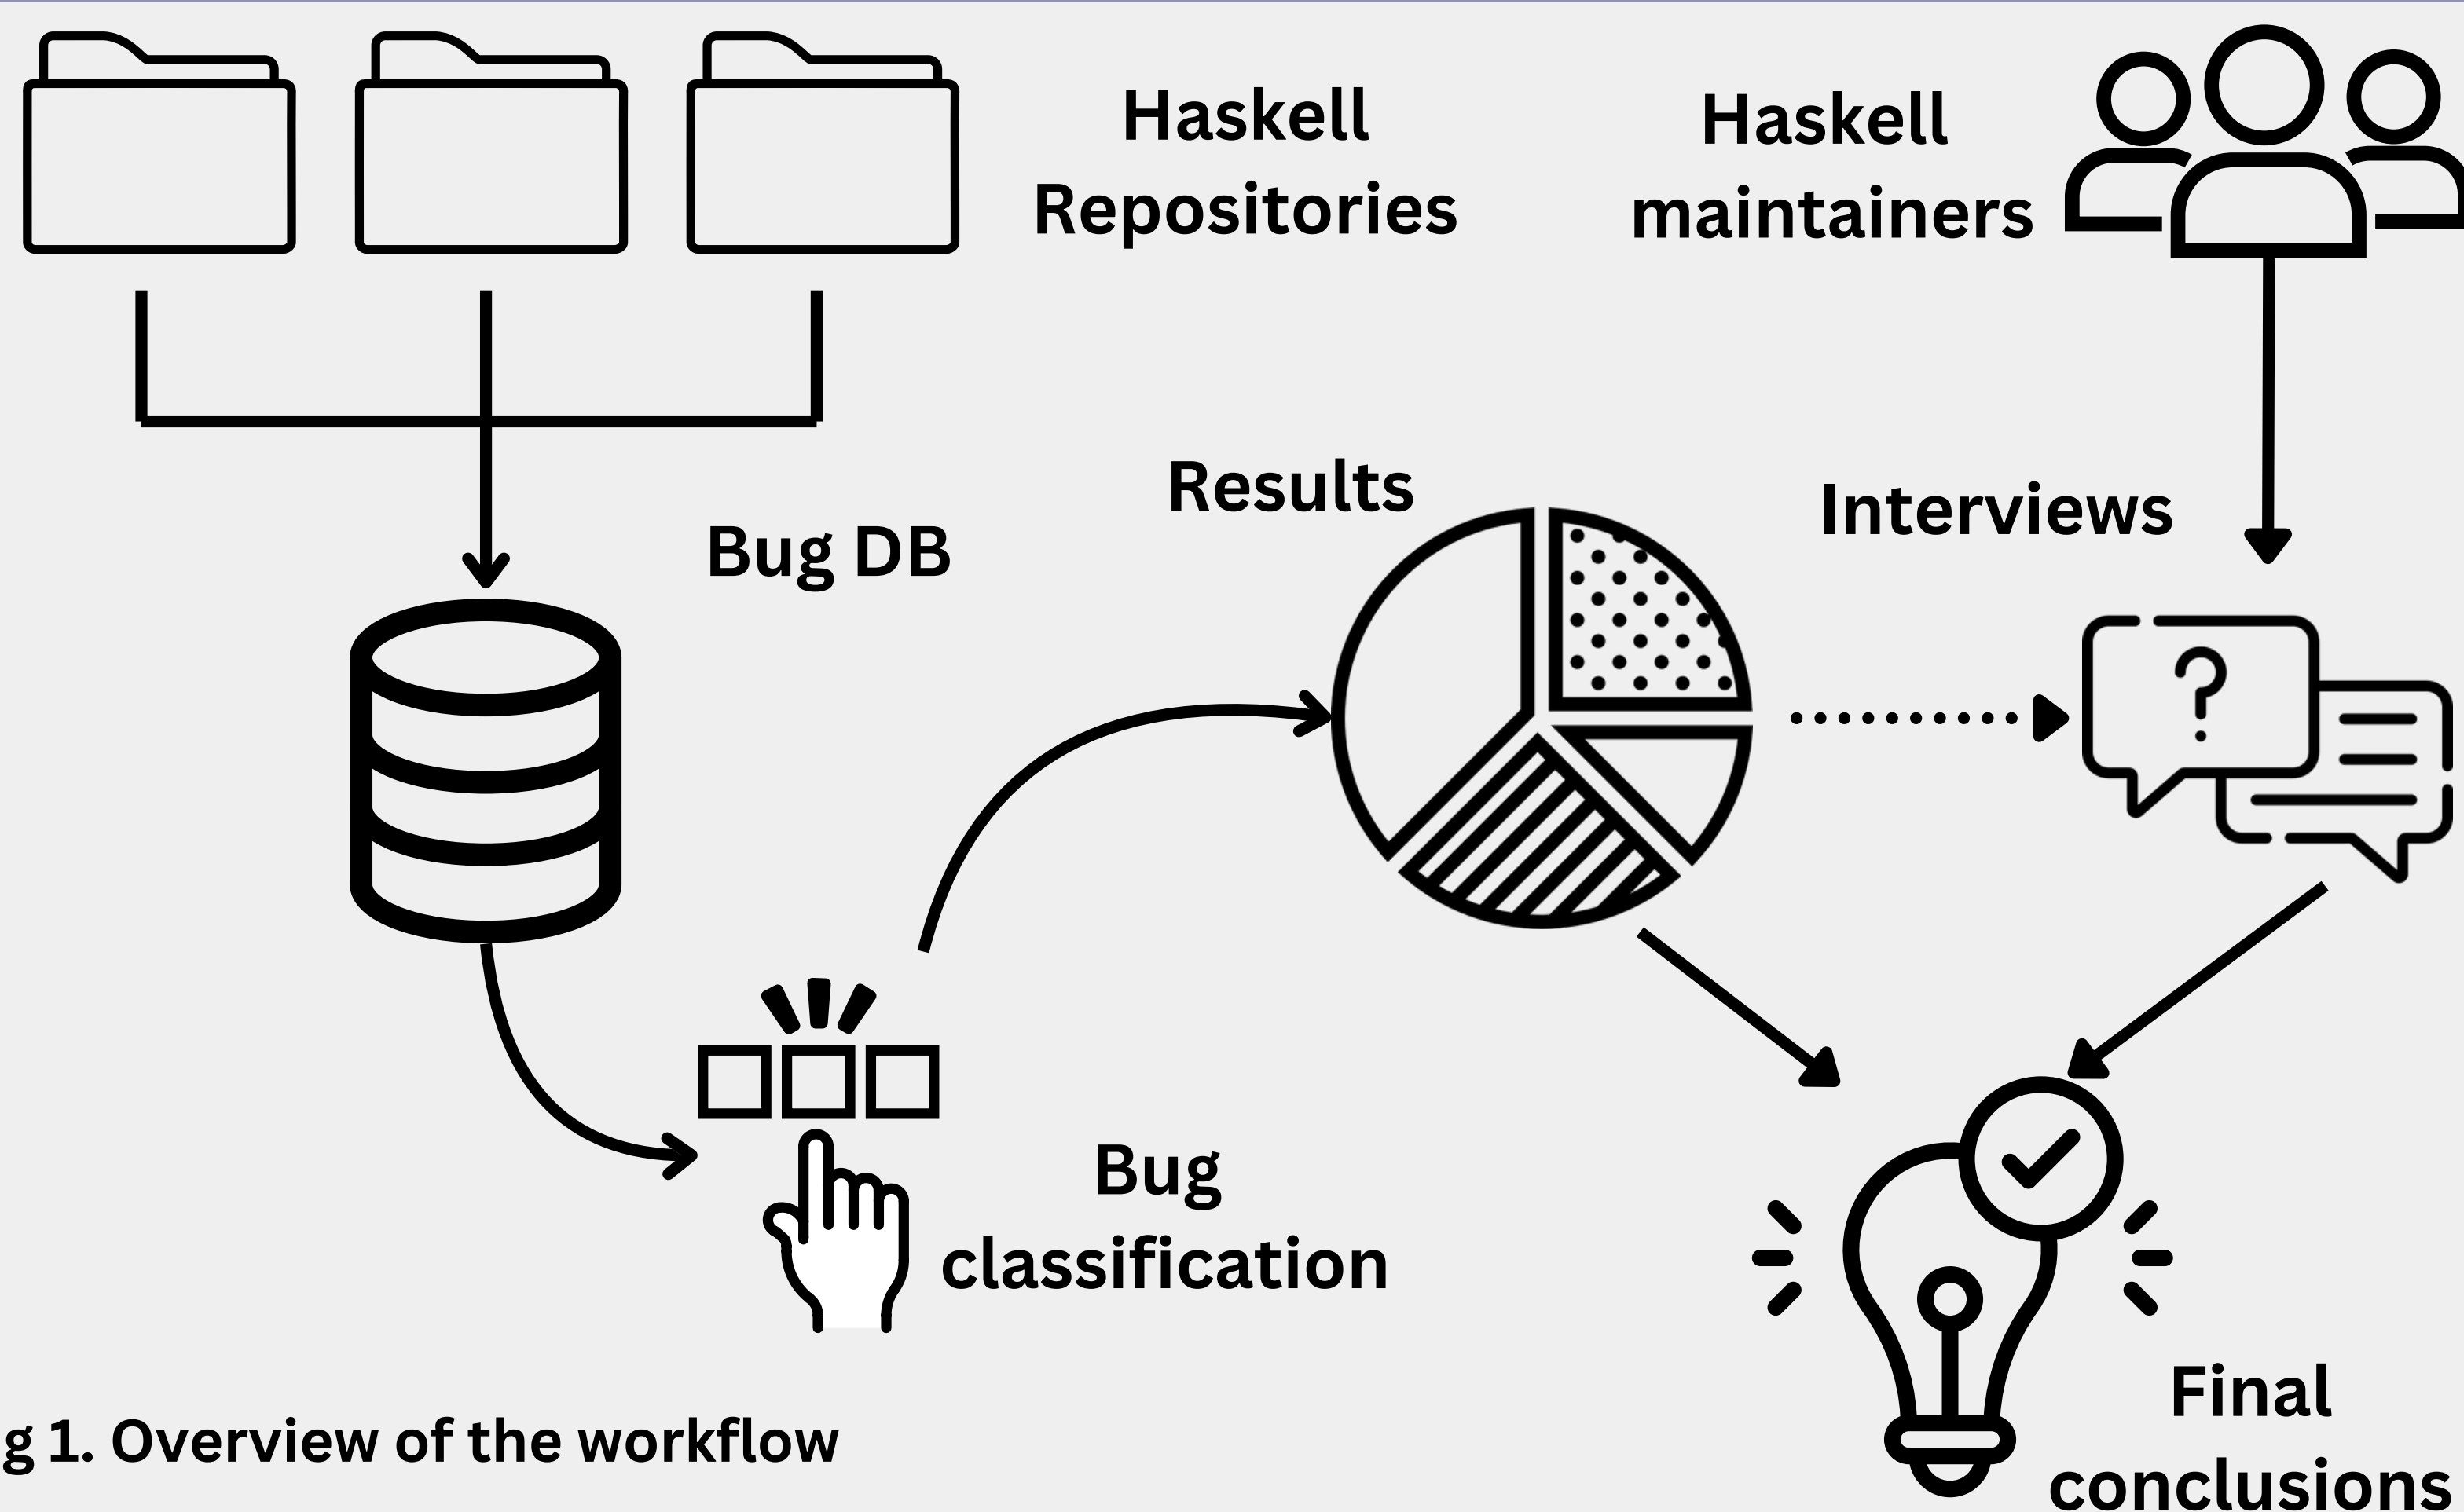 Haskell
Repositories
Haskell
maintainers
Results
Interviews
Bug DB
Bug
classification
Final
conclusions
g 1. Overview of the workflow